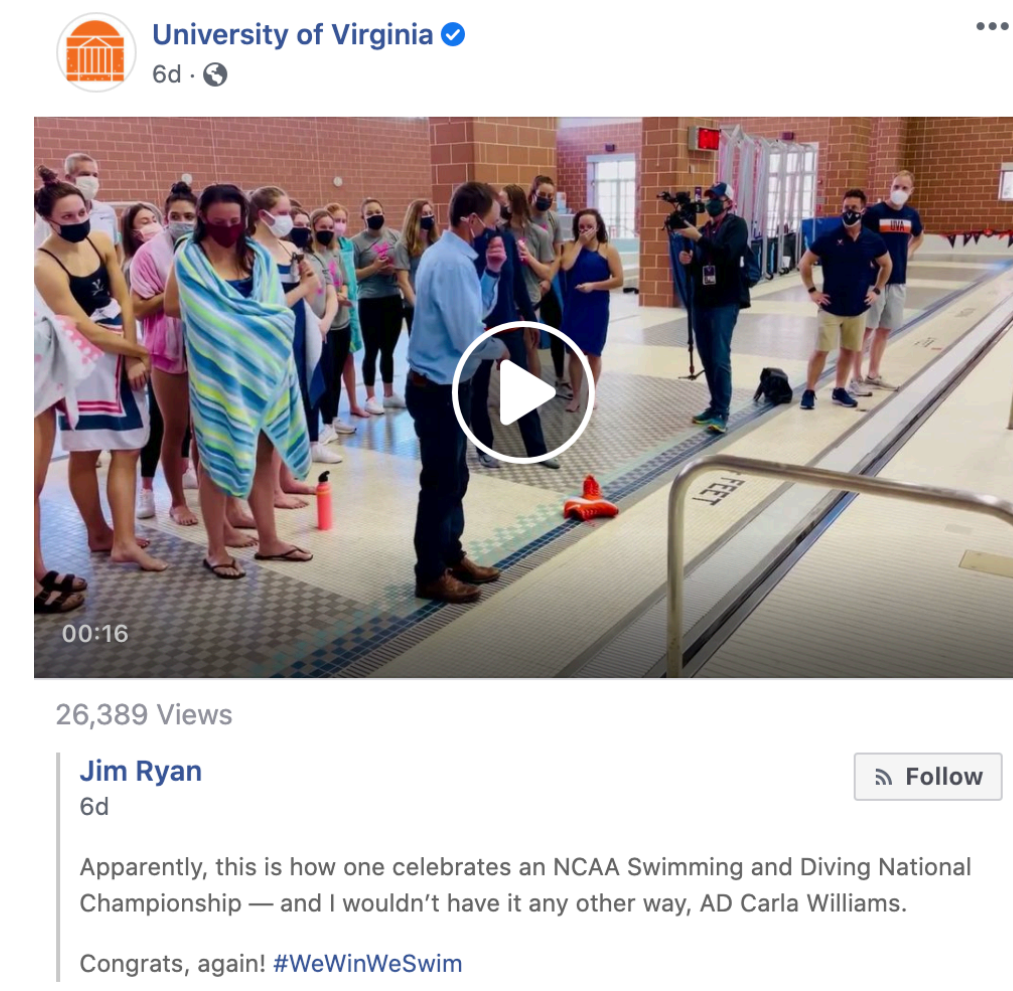 University of Virginia
6d ·
UVA
FEET
00:16
26,389 Views
Jim Ryan
Follow
6d
Apparently, this is how one celebrates an NCAA Swimming and Diving National
Championship — and I wouldn't have it any other way, AD Carla Williams.
Congrats, again! #WeWinWeSwim